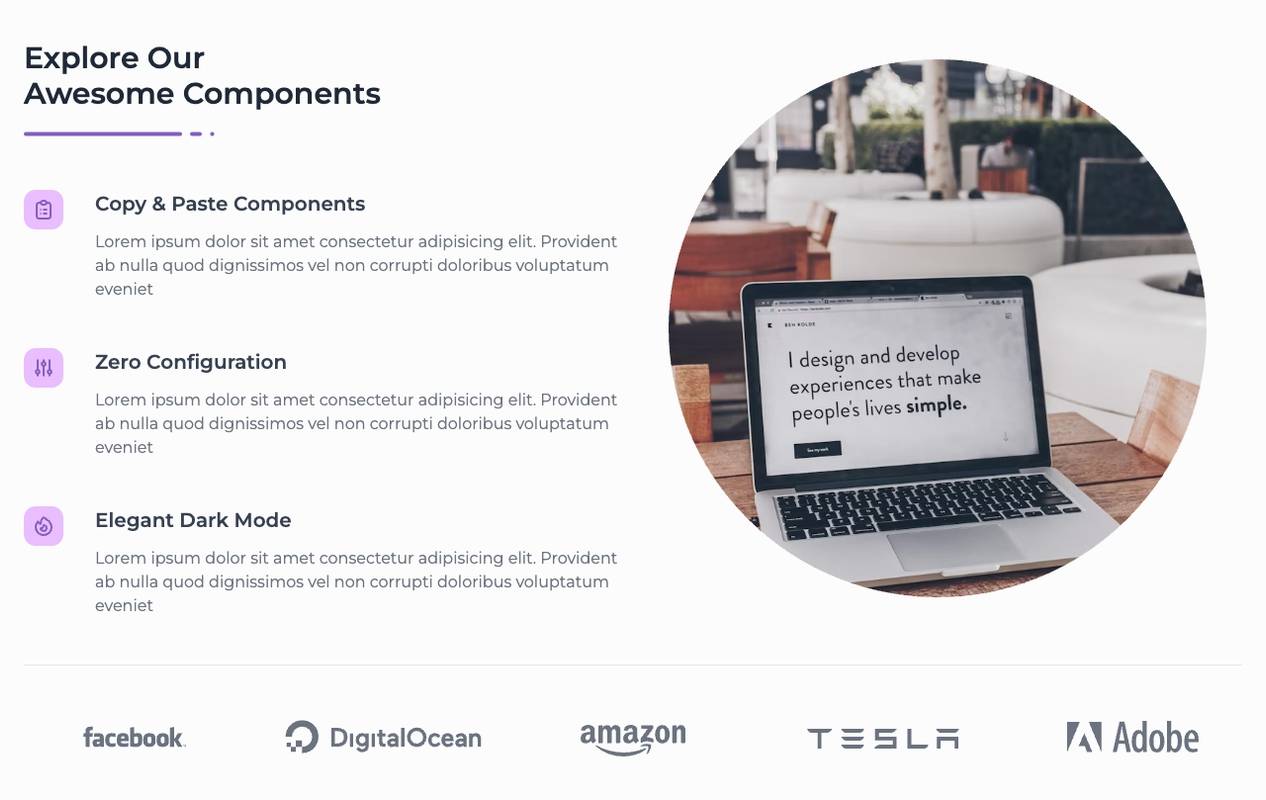 Explore Our
Awesome Components
Copy & Paste Components
Lorem ipsum dolor sit amet consectetur adipisicing elit. Provident
ab nulla quod dignissimos vel non corrupti doloribus voluptatum
eveniet
Zero Configuration
Lorem ipsum dolor sit amet consectetur adipisicing elit. Provident
ab nulla quod dignissimos vel non corrupti doloribus voluptatum
eveniet
Elegant Dark Mode
Lorem ipsum dolor sit amet consectetur adipisicing elit. Provident
ab nulla quod dignissimos vel non corrupti doloribus voluptatum
eveniet
BEN KOLDE
I design and develop
experiences that make
people's lives simple.
See my work
facebook
DigitalOcean
amazon
TESLA
Adobe